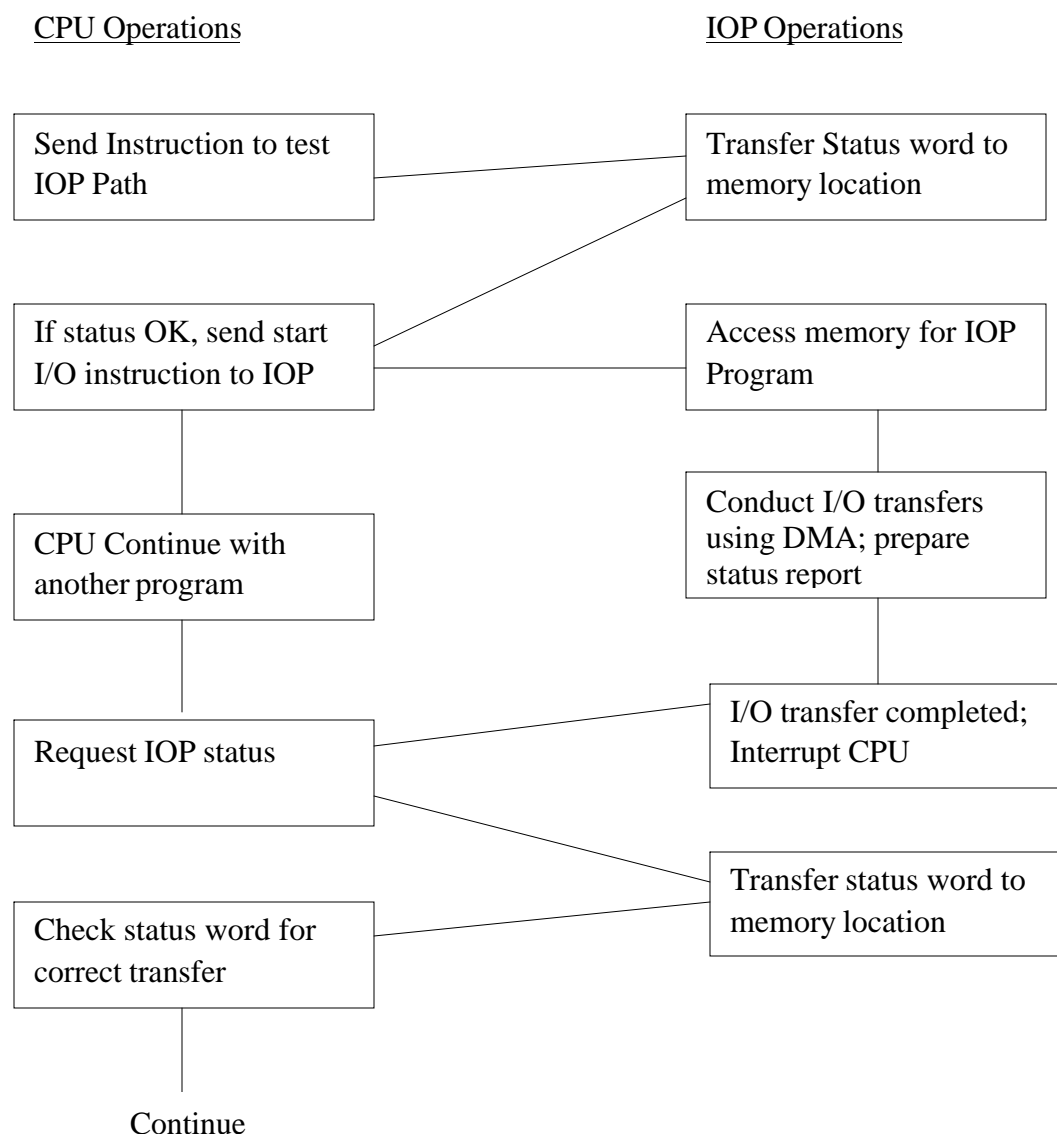 CPU Operations
IOP Operations
Send Instruction to test
IOP Path
Transfer Status word to
memory location
If status OK, send start
I/O instruction to IOP
Access memory for IOP
Program
CPU Continue with
another program
Conduct I/O transfers
using DMA; prepare
status report
Request IOP status
I/O transfer completed;
Interrupt CPU
Transfer status word to
memory location
Check status word for
correct transfer
Continue